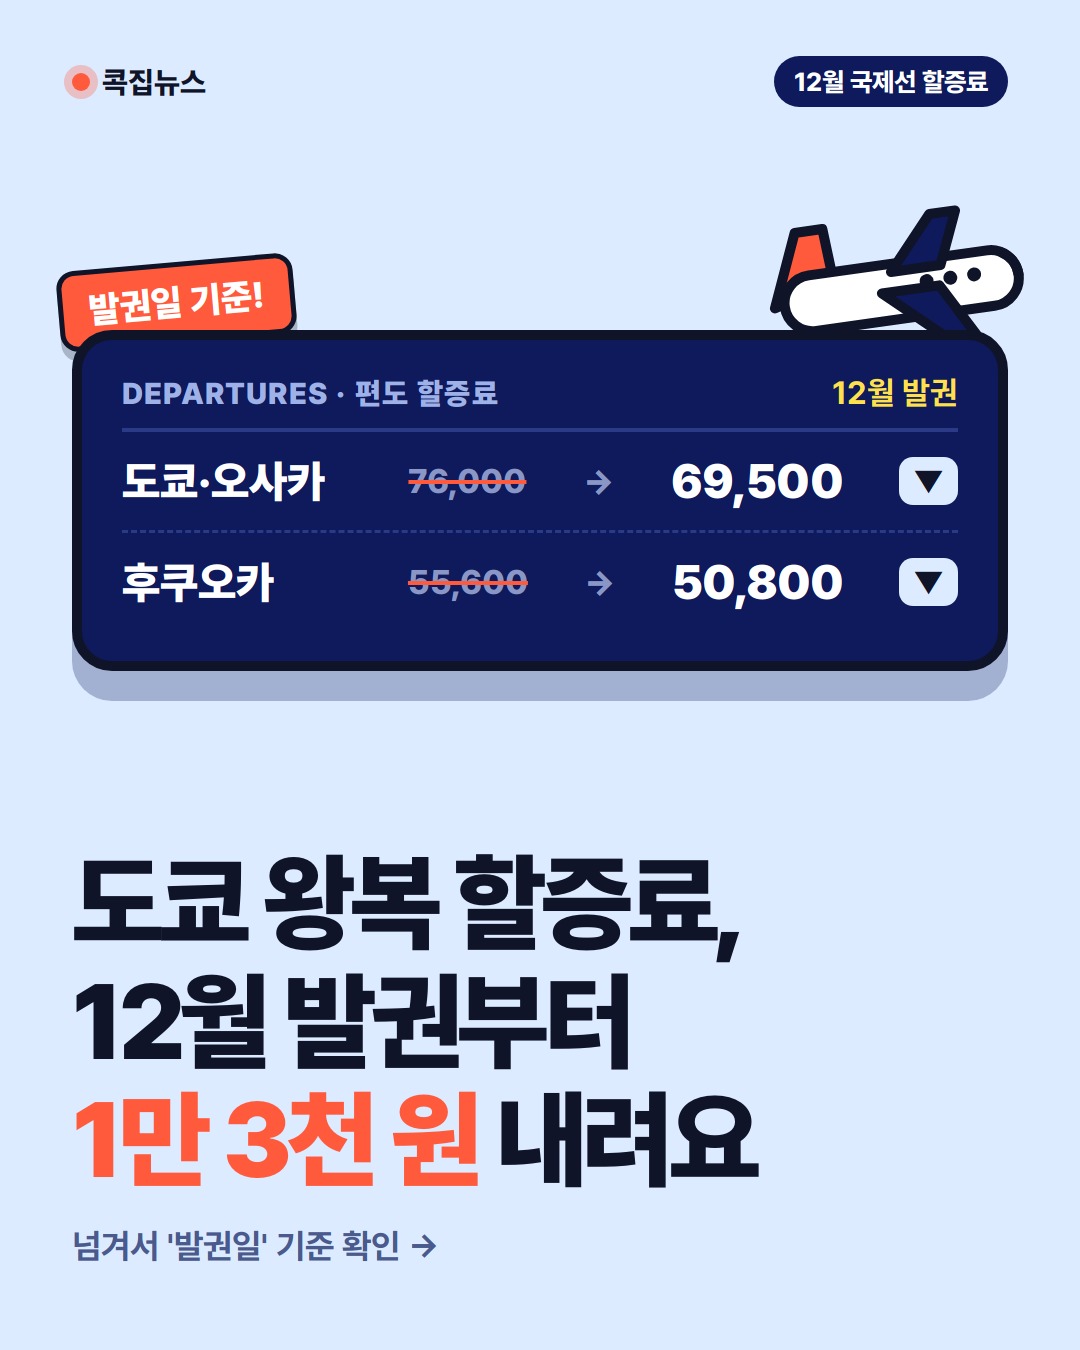 콕집뉴스
12월 국제선 할증료
발권일 기준!
DEPARTURES · 편도 할증료
12월 발권
도쿄·오사카 76,000 → 69,500 ▼
후쿠오카 55,600 → 50,800 ▼
도쿄 왕복 할증료,
12월 발권부터
1만 3천 원 내려요
넘겨서 '발권일' 기준 확인 →